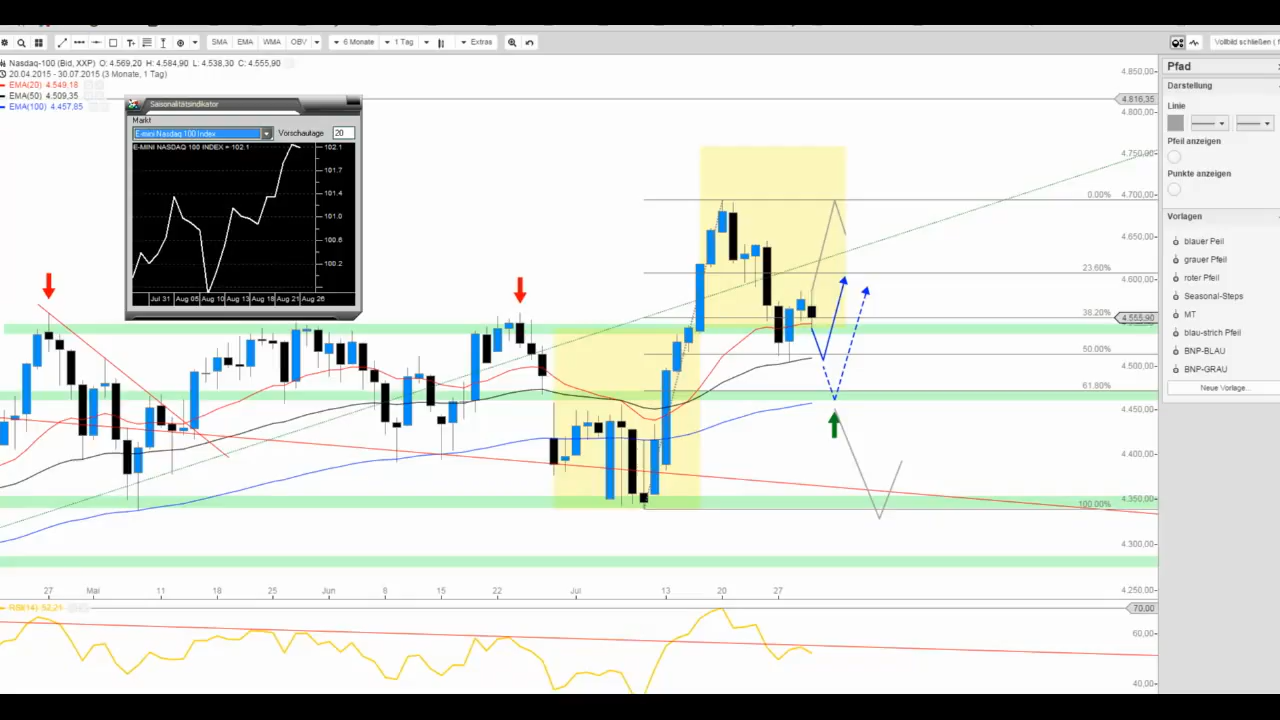 SMA EMA WMA OBV 6 Monate 1 Tag Extras Vollbild schließen ( f
Nasdaq-100 (Bid, XXP) O: 4.569,20 H: 4.584,90 L: 4.538,30 C: 4.555,90
20.04.2015 - 30.07.2015 (3 Monate, 1 Tag)
EMA(20) 4.549,18
EMA(50) 4.509,35
EMA(100) 4.457,85
Saisonalitätsindikator
Markt
E-mini Nasdaq 100 Index Vorschautage 20
E-MINI NASDAQ 100 INDEX = 102.1
102.1
101.7
101.4
101.0
100.6
100.2
Jul 31 Aug 05 Aug 10 Aug 13 Aug 18 Aug 21 Aug 26
0.00%
23.60%
38.20%
50.00%
61.80%
100.00%
4.850,00
4.816,35
4.800,00
4.750,00
4.700,00
4.650,00
4.600,00
4.555,90
4.500,00
4.450,00
4.400,00
4.350,00
4.300,00
4.250,00
27 Mai 11 18 25 Jun 8 15 22 Jul 13 20 27
RSI(14) 52,21
70.00
60.00
40.00
Pfad
Darstellung
Linie
Pfeil anzeigen
Punkte anzeigen
Vorlagen
blauer Peil
grauer Pfeil
roter Pfeil
Seasonal-Steps
MT
blau-strich Pfeil
BNP-BLAU
BNP-GRAU
Neue Vorlage...